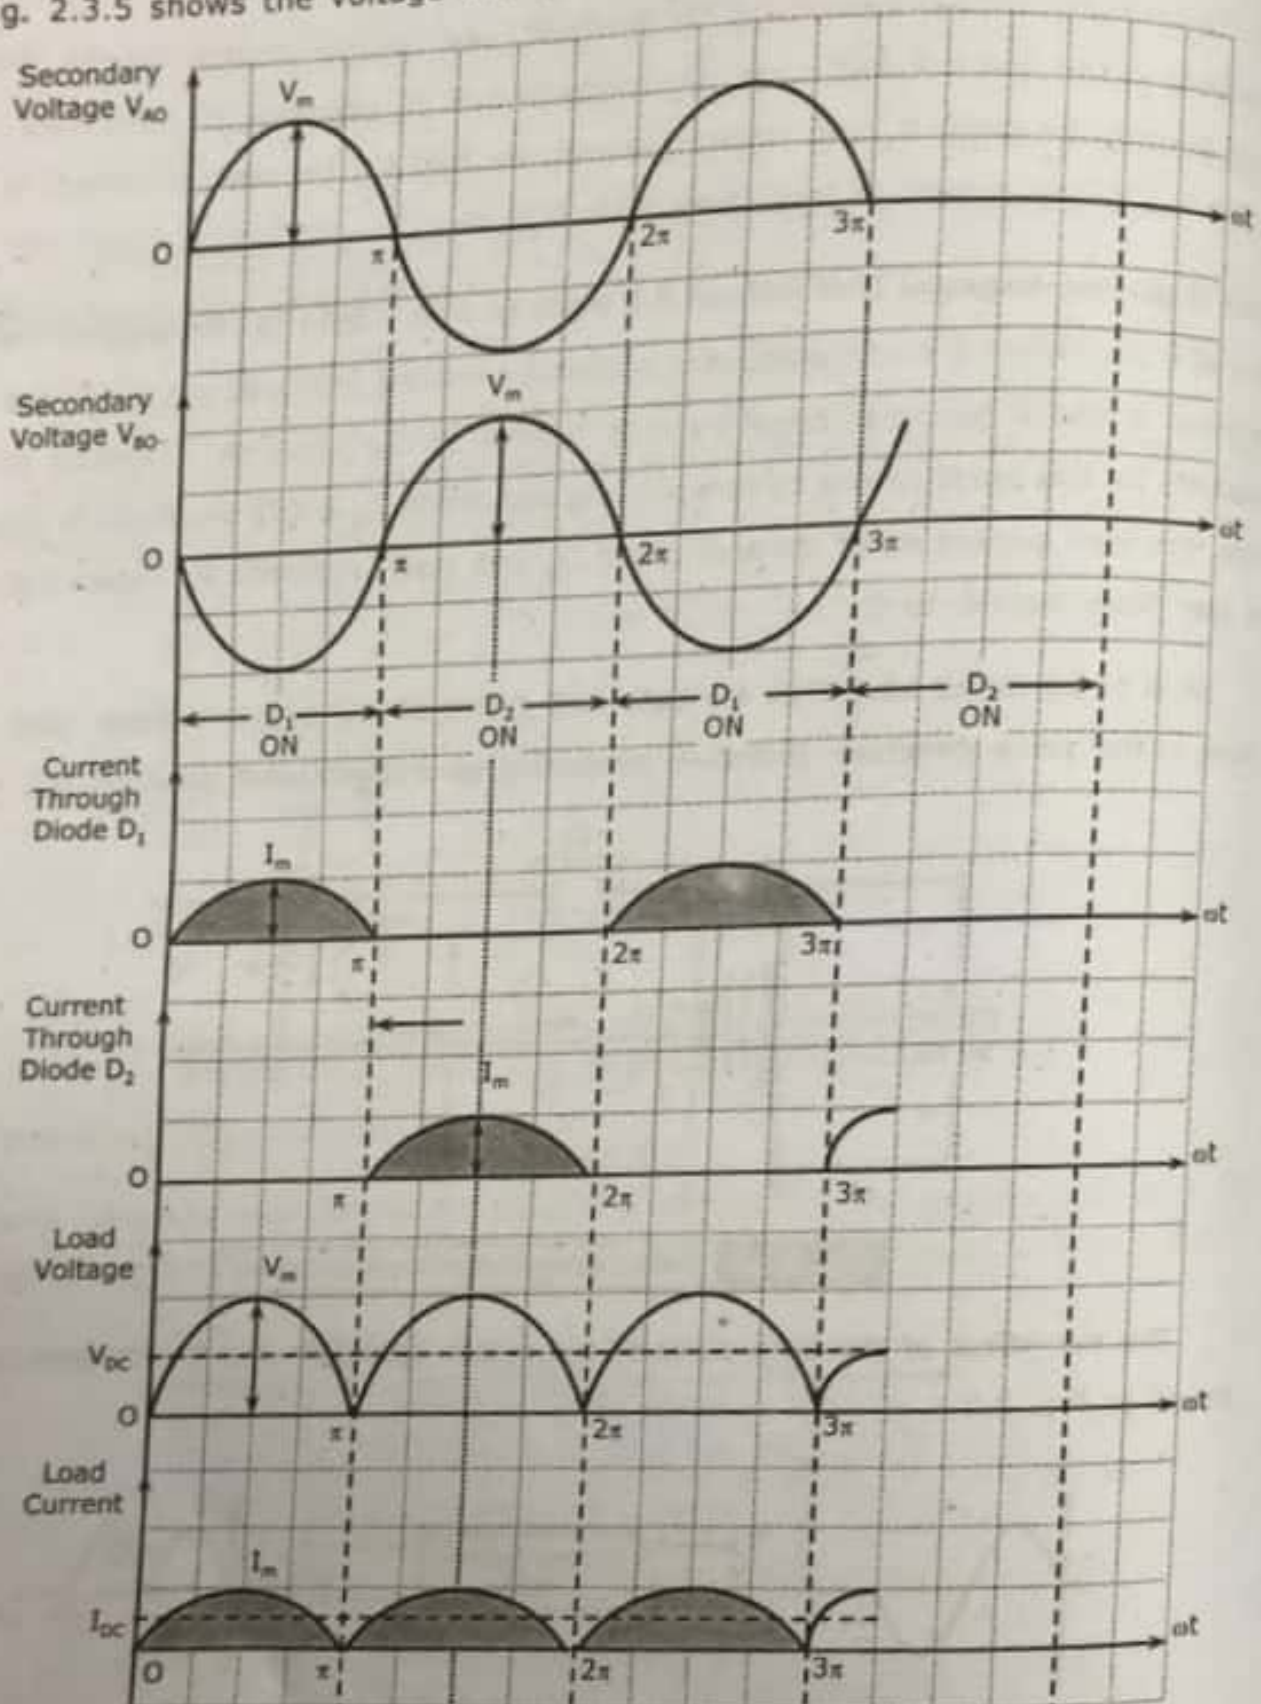 g. 2.3.5 shows the voltage
Secondary
Voltage V_AO
V_m
O
π
2π
3π
ωt
Secondary
Voltage V_BO
V_m
O
π
2π
3π
ωt
D₁
ON
D₂
ON
D₁
ON
D₂
ON
Current
Through
Diode D₁
I_m
O
π
2π
3π
ωt
Current
Through
Diode D₂
I_m
O
π
2π
3π
ωt
Load
Voltage
V_m
V_DC
O
π
2π
3π
ωt
Load
Current
I_m
I_DC
O
π
2π
3π
ωt